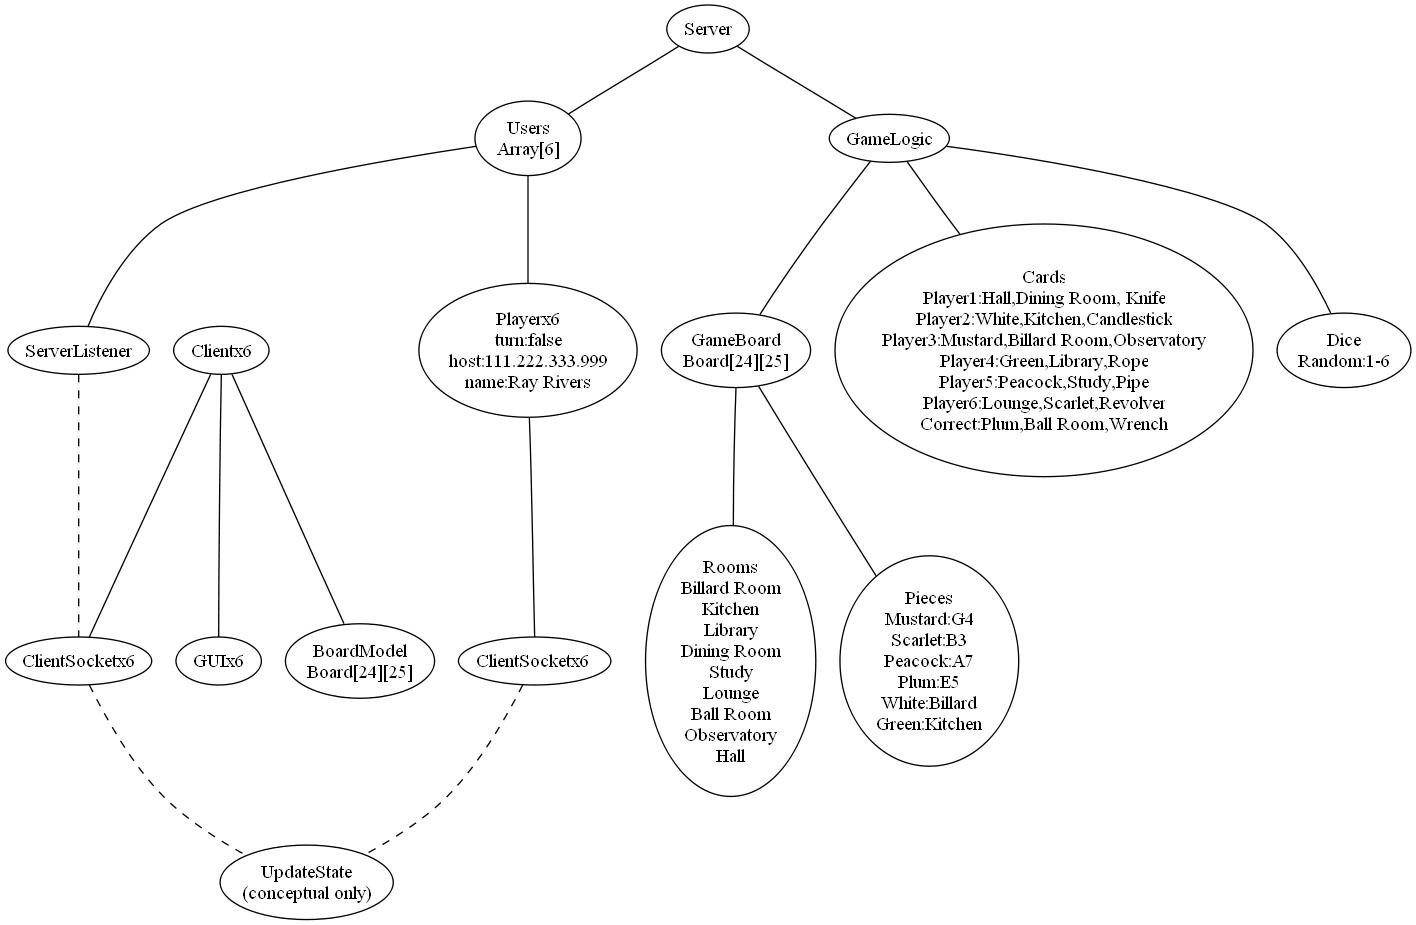 Server
Users
Array[6]
GameLogic
ServerListener
Clientx6
Playerx6
turn:false
host:111.222.333.999
name:Ray Rivers
GameBoard
Board[24][25]
Cards
Player1:Hall,Dining Room, Knife
Player2:White,Kitchen,Candlestick
Player3:Mustard,Billard Room,Observatory
Player4:Green,Library,Rope
Player5:Peacock,Study,Pipe
Player6:Lounge,Scarlet,Revolver
Correct:Plum,Ball Room,Wrench
Dice
Random:1-6
ClientSocketx6
GUIx6
BoardModel
Board[24][25]
ClientSocketx6
Rooms
Billard Room
Kitchen
Library
Dining Room
Study
Lounge
Ball Room
Observatory
Hall
Pieces
Mustard:G4
Scarlet:B3
Peacock:A7
Plum:E5
White:Billard
Green:Kitchen
UpdateState
(conceptual only)